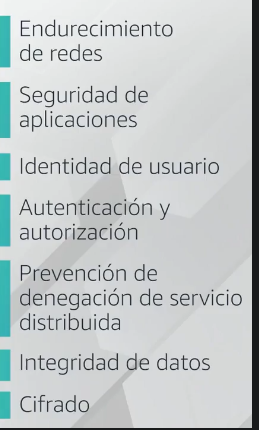 Endurecimiento
de redes
Seguridad de
aplicaciones
Identidad de usuario
Autenticación y
autorización
Prevención de
denegación de servicio
distribuida
Integridad de datos
Cifrado